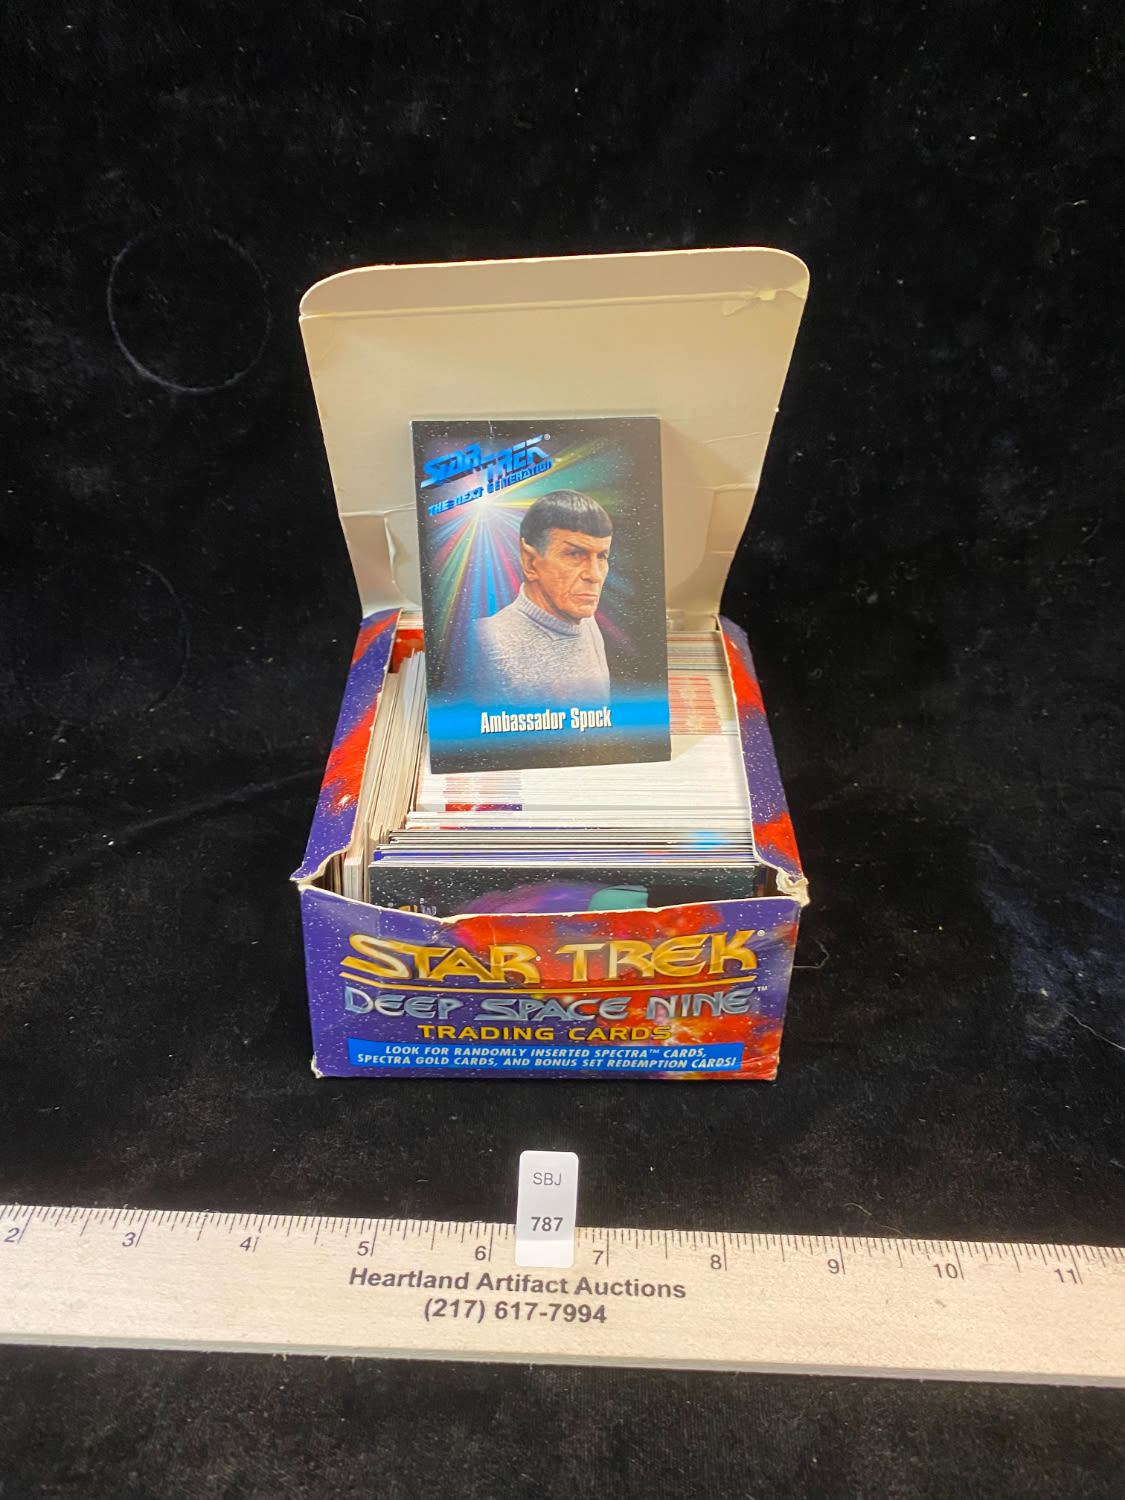 STAR TREK®
THE NEXT GENERATION
Ambassador Spock
STAR TREK®
DEEP SPACE NINE™
TRADING CARDS
LOOK FOR RANDOMLY INSERTED SPECTRA™ CARDS,
SPECTRA GOLD CARDS, AND BONUS SET REDEMPTION CARDS!
SBJ
787
2 3 4 5 6 7 8 9 10 11
Heartland Artifact Auctions
(217) 617-7994